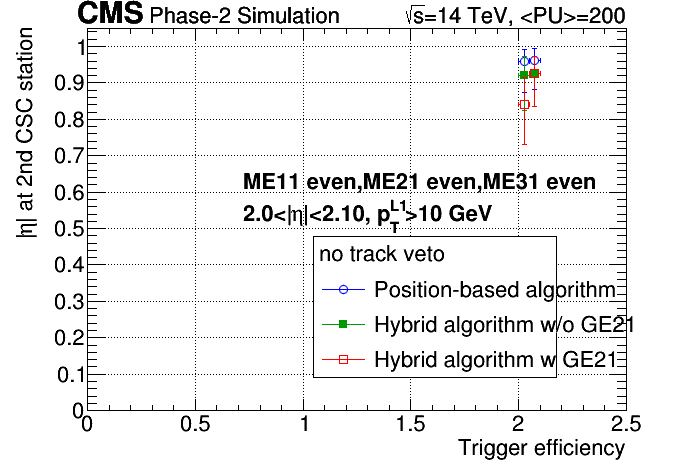 CMS Phase-2 Simulation √s=14 TeV, <PU>=200
|η| at 2nd CSC station
1
0.9
0.8
0.7
0.6
0.5
0.4
0.3
0.2
0.1
0
ME11 even,ME21 even,ME31 even
2.0<|η|<2.10, p_T^L1>10 GeV
no track veto
Position-based algorithm
Hybrid algorithm w/o GE21
Hybrid algorithm w GE21
0 0.5 1 1.5 2 2.5
Trigger efficiency